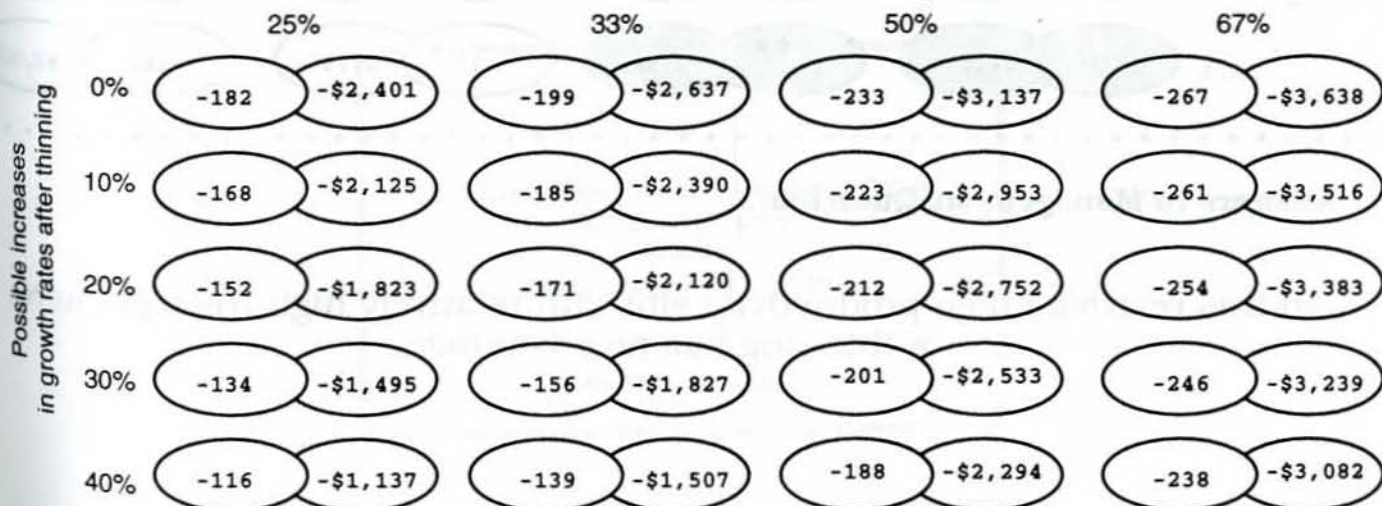 25% 33% 50% 67%
Possible increases
in growth rates after thinning
0% -182 -$2,401 -199 -$2,637 -233 -$3,137 -267 -$3,638
10% -168 -$2,125 -185 -$2,390 -223 -$2,953 -261 -$3,516
20% -152 -$1,823 -171 -$2,120 -212 -$2,752 -254 -$3,383
30% -134 -$1,495 -156 -$1,827 -201 -$2,533 -246 -$3,239
40% -116 -$1,137 -139 -$1,507 -188 -$2,294 -238 -$3,082